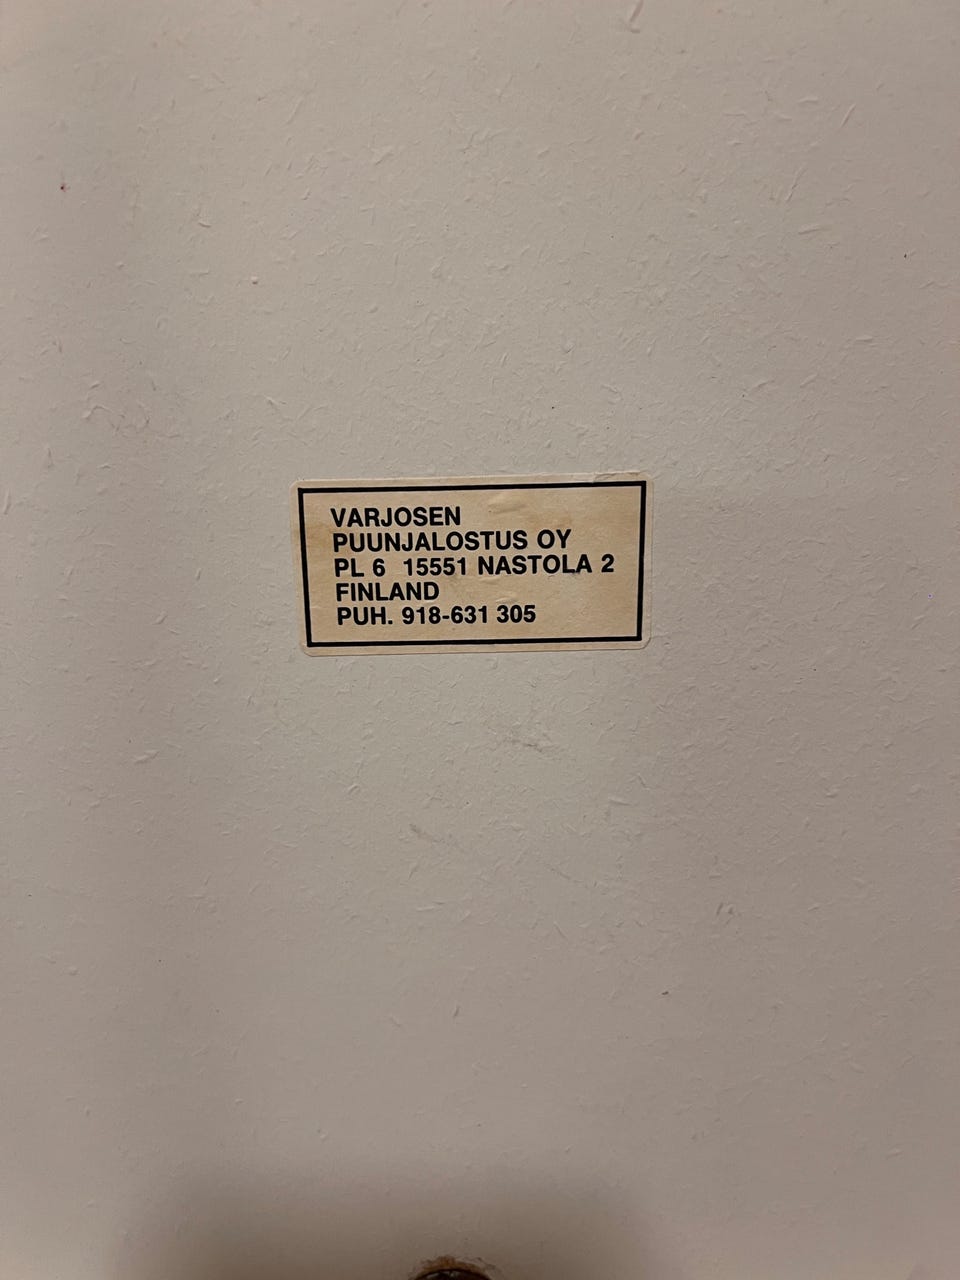 VARJOSEN
PUUNJALOSTUS OY
PL 6 15551 NASTOLA 2
FINLAND
PUH. 918-631 305